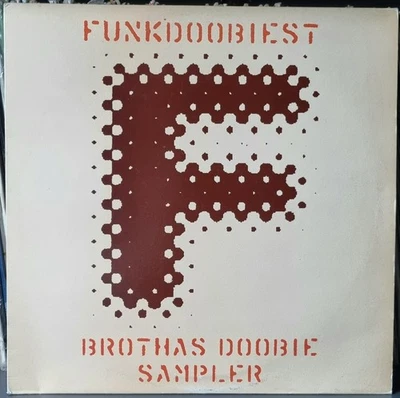 FUNKDOOBIEST
F
BROTHAS DOOBIE
SAMPLER